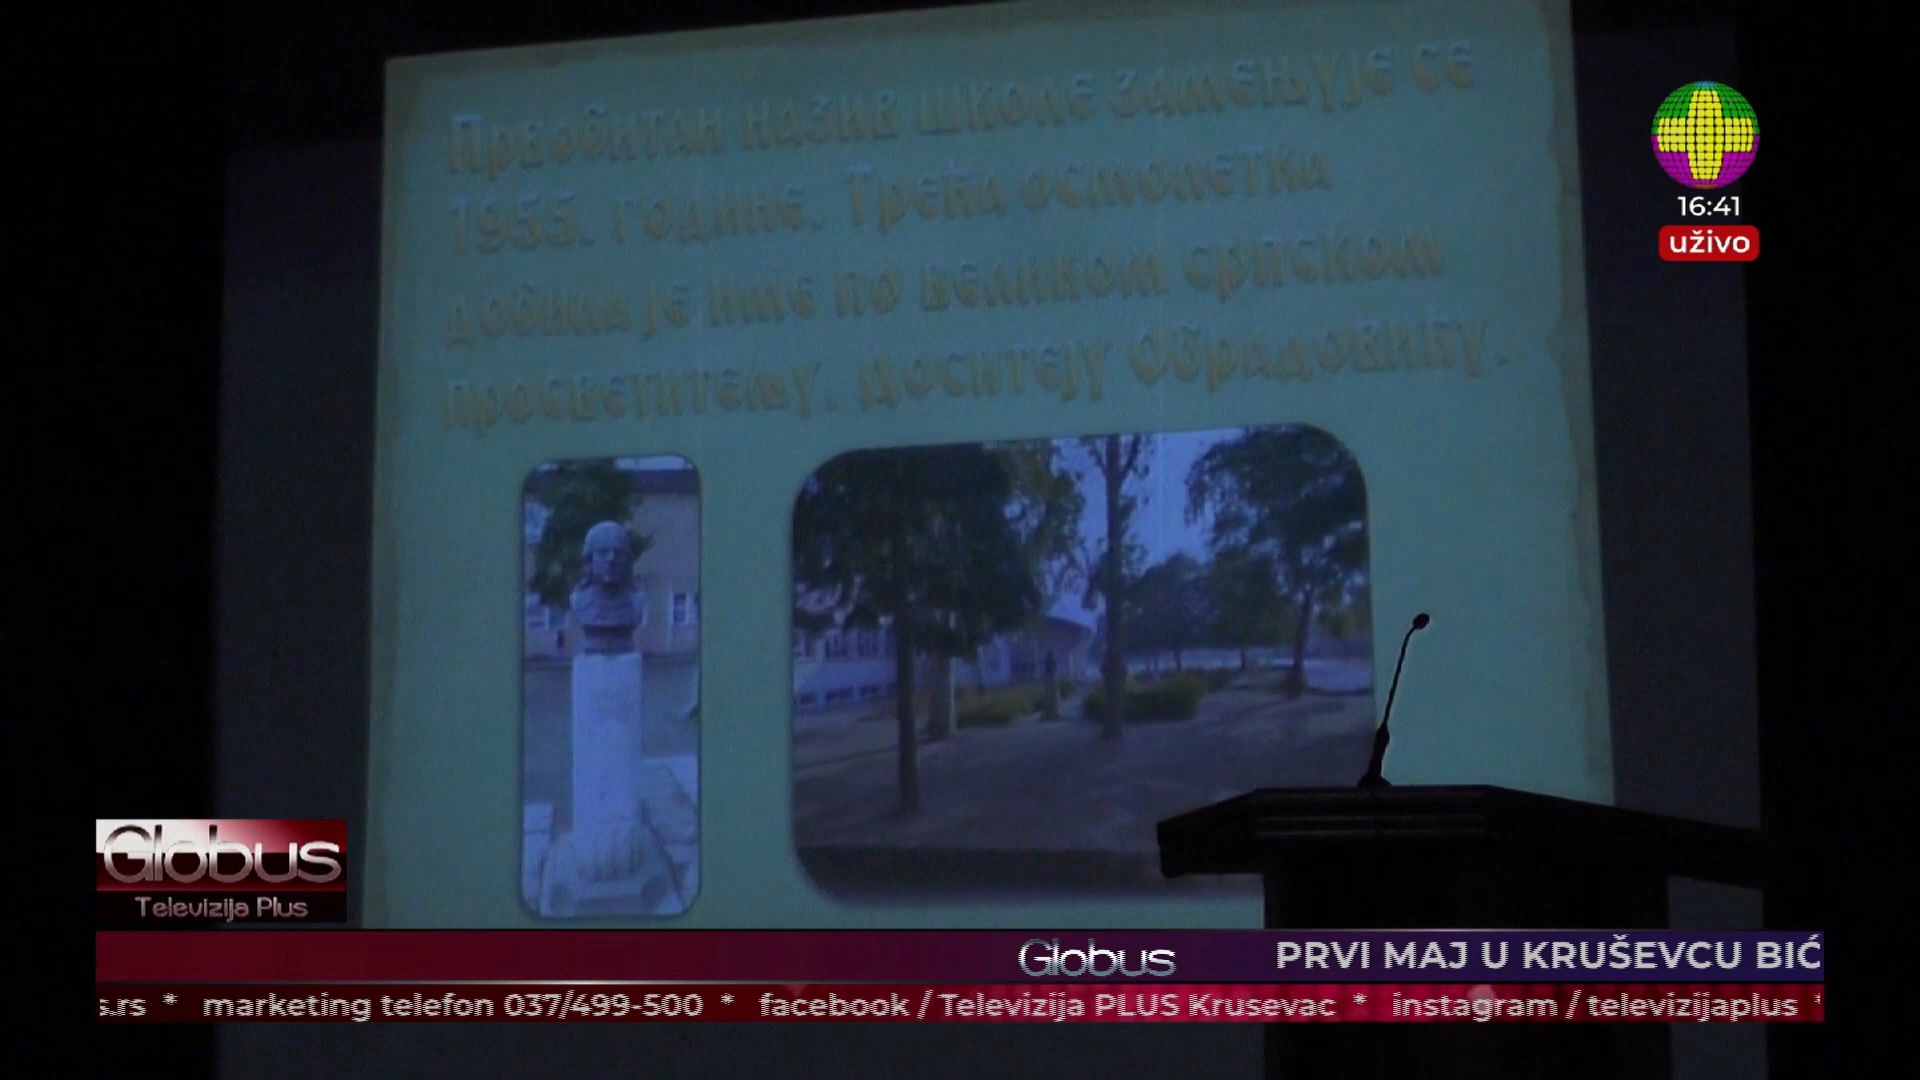 Првобитан назив школе замењује се
1955. године. Трећа осмолетка
добила је име по великом српском
просветитељу, Доситеју Обрадовићу.
16:41
uživo
Globus
Televizija Plus
Globus PRVI MAJ U KRUŠEVCU BIĆ
s.rs * marketing telefon 037/499-500 * facebook / Televizija PLUS Krusevac * instagram / televizijaplus *